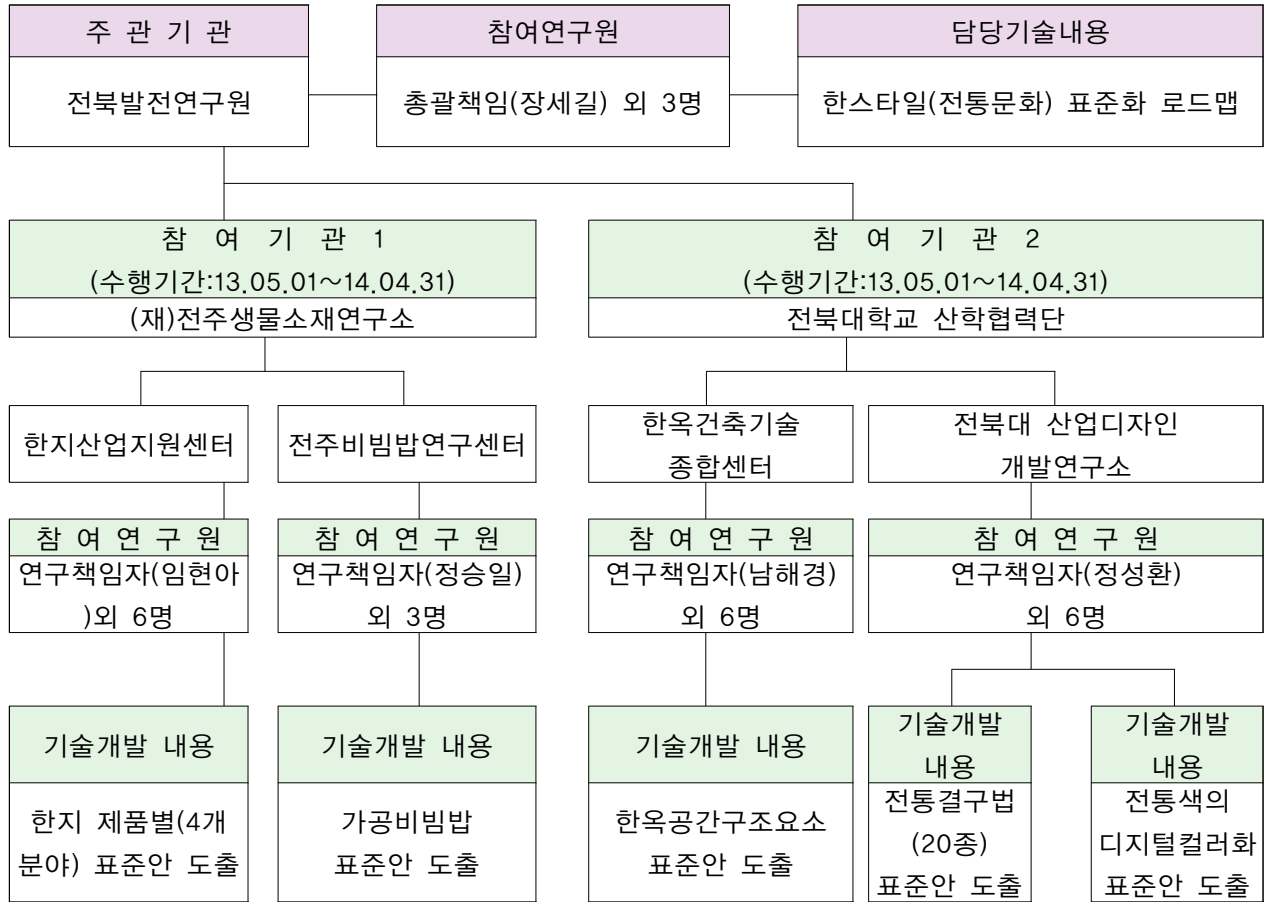 주 관 기 관
참여연구원
담당기술내용
전북발전연구원
총괄책임(장세길) 외 3명
한스타일(전통문화) 표준화 로드맵
참 여 기 관 1
(수행기간:13.05.01~14.04.31)
(재)전주생물소재연구소
참 여 기 관 2
(수행기간:13.05.01~14.04.31)
전북대학교 산학협력단
한지산업지원센터
전주비빔밥연구센터
한옥건축기술
종합센터
전북대 산업디자인
개발연구소
참 여 연 구 원
연구책임자(임현아
)외 6명
참 여 연 구 원
연구책임자(정승일)
외 3명
참 여 연 구 원
연구책임자(남해경)
외 6명
참 여 연 구 원
연구책임자(정성환)
외 6명
기술개발 내용
한지 제품별(4개
분야) 표준안 도출
기술개발 내용
가공비빔밥
표준안 도출
기술개발 내용
한옥공간구조요소
표준안 도출
기술개발
내용
전통결구법
(20종)
표준안 도출
기술개발
내용
전통색의
디지털컬러화
표준안 도출